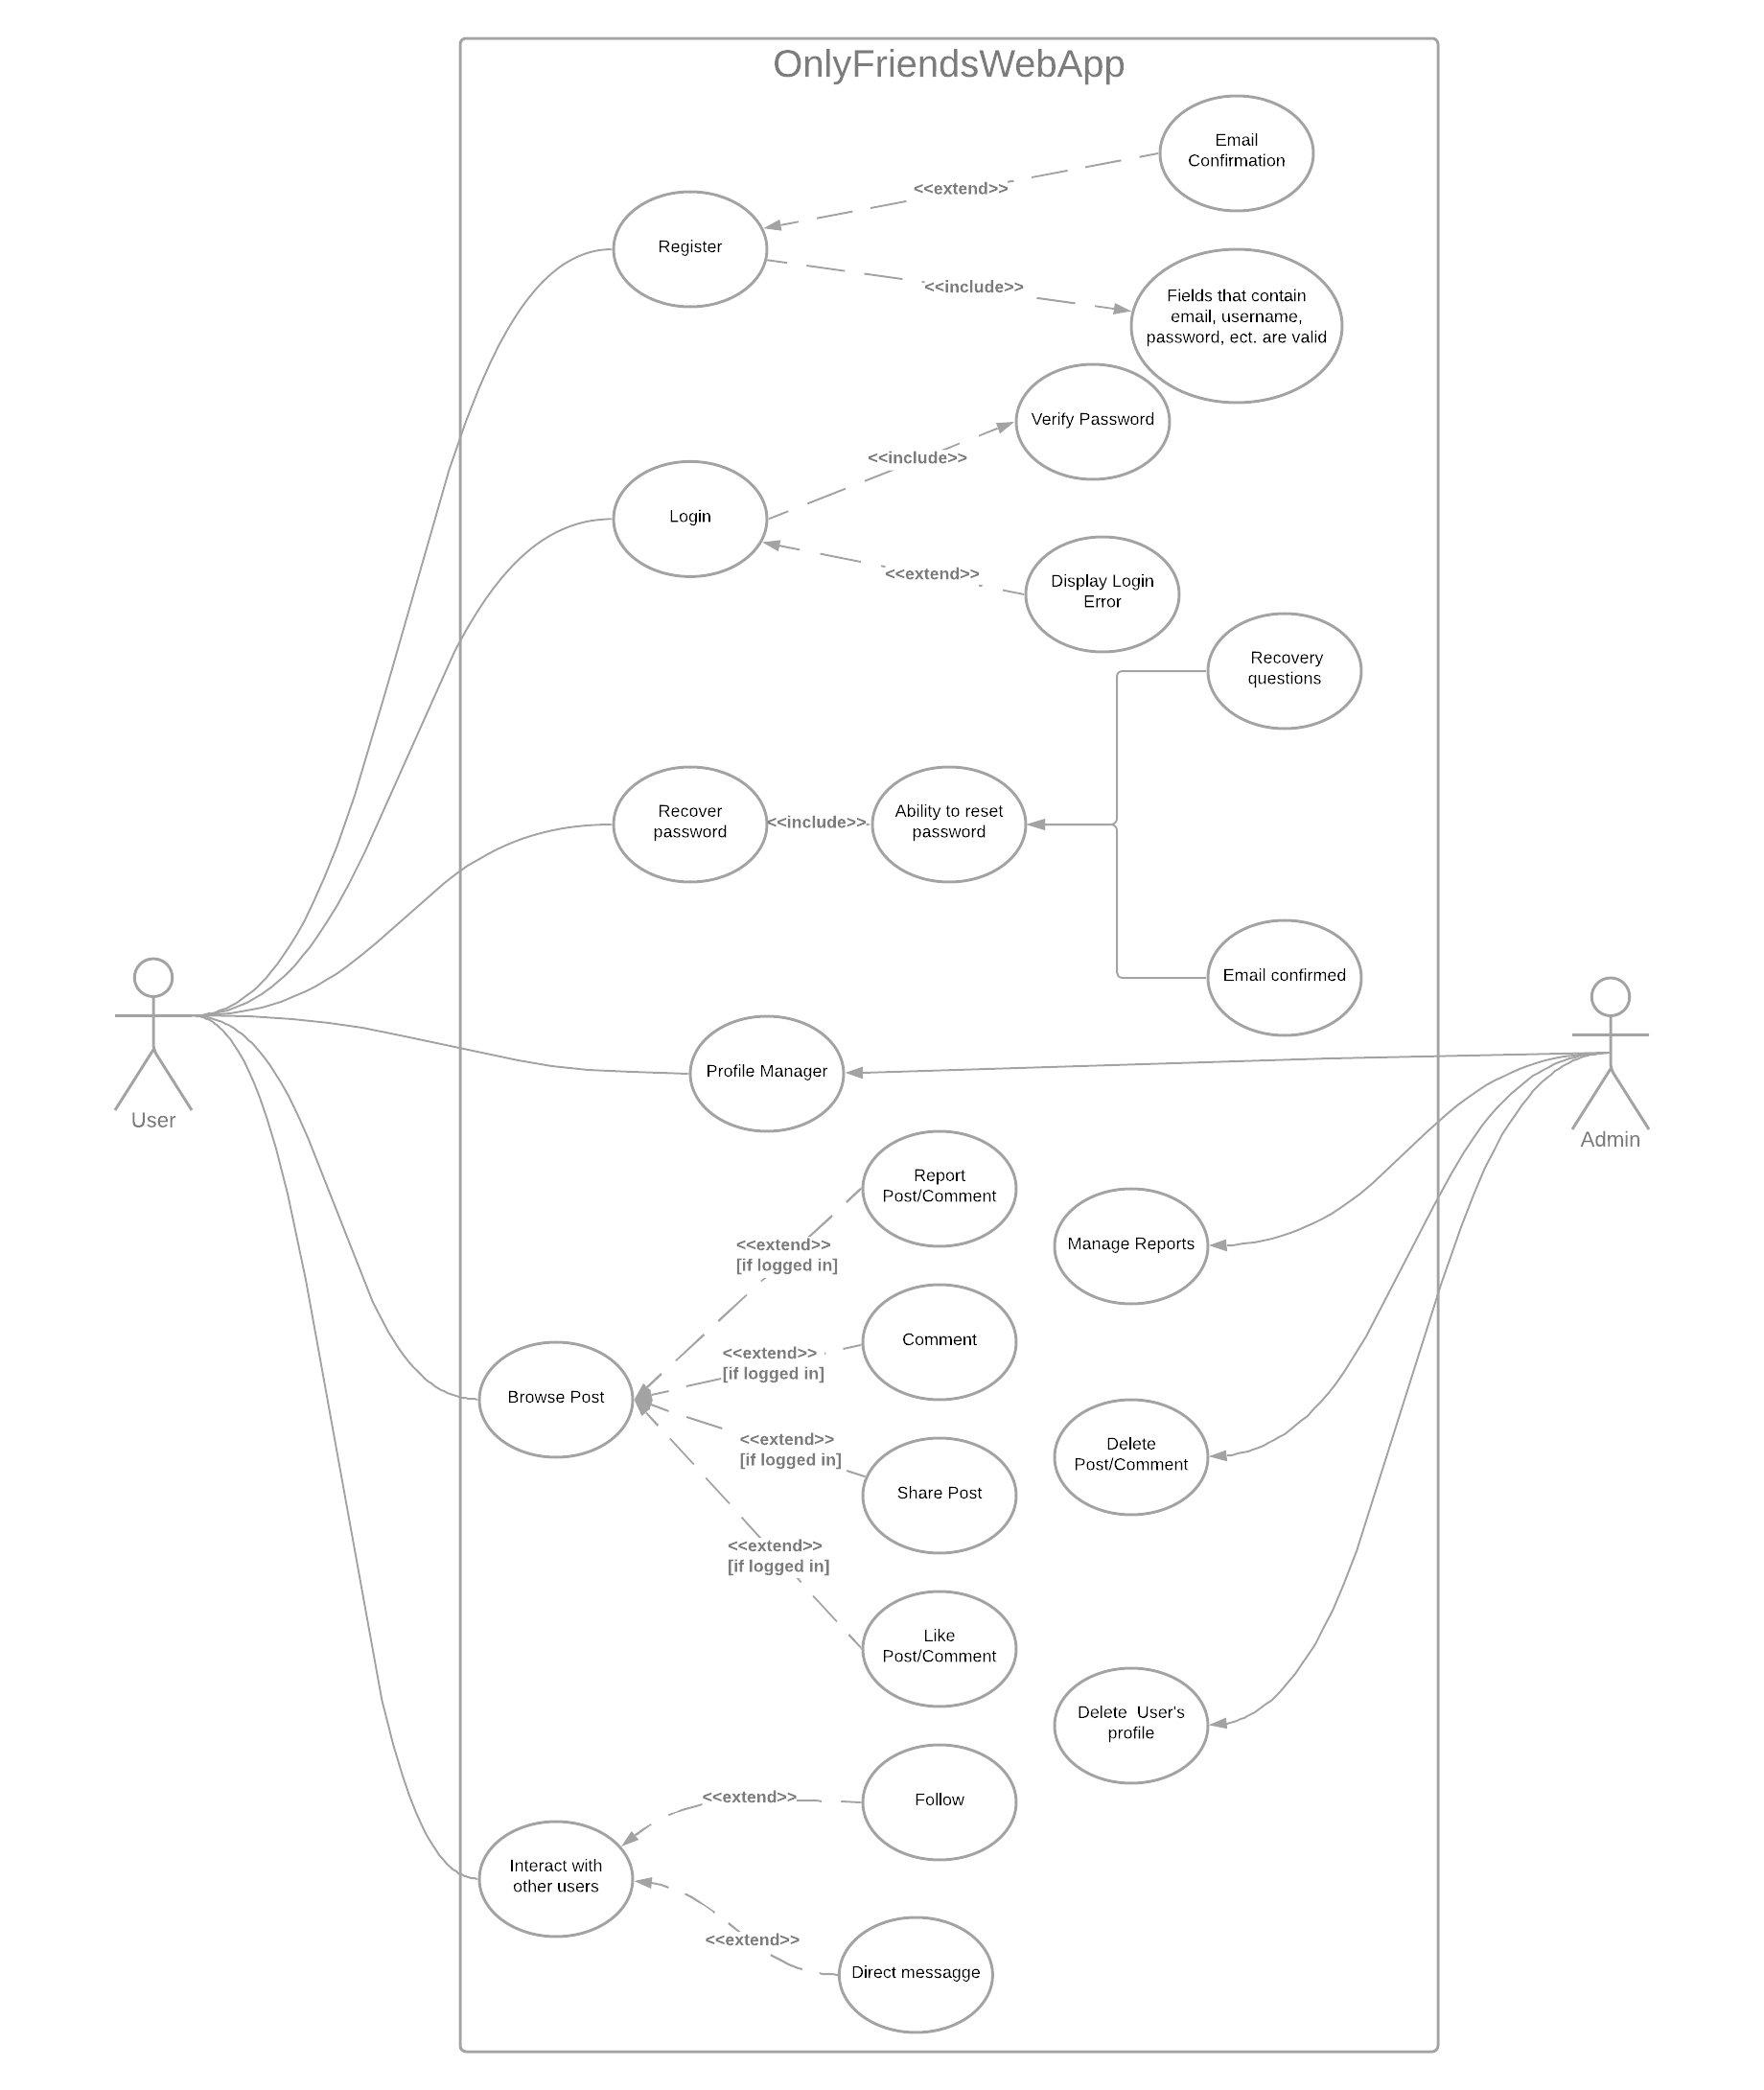 OnlyFriendsWebApp
Email
Confirmation
<<extend>>
Register
<<include>>
Fields that contain
email, username,
password, ect. are valid
Verify Password
<<include>>
Login
<<extend>>
Display Login
Error
Recovery
questions
Recover
password
<<include>>
Ability to reset
password
Email confirmed
User
Profile Manager
Admin
Report
Post/Comment
<<extend>>
[if logged in]
Manage Reports
Comment
<<extend>>
[if logged in]
Browse Post
<<extend>>
[if logged in]
Delete
Post/Comment
Share Post
<<extend>>
[if logged in]
Like
Post/Comment
Delete  User's
profile
<<extend>>
Follow
Interact with
other users
<<extend>>
Direct messagge